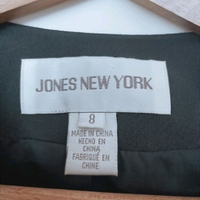 JONES NEW YORK
8
MADE IN CHINA
HECHO EN
CHINA
FABRIQUÉ EN
CHINE